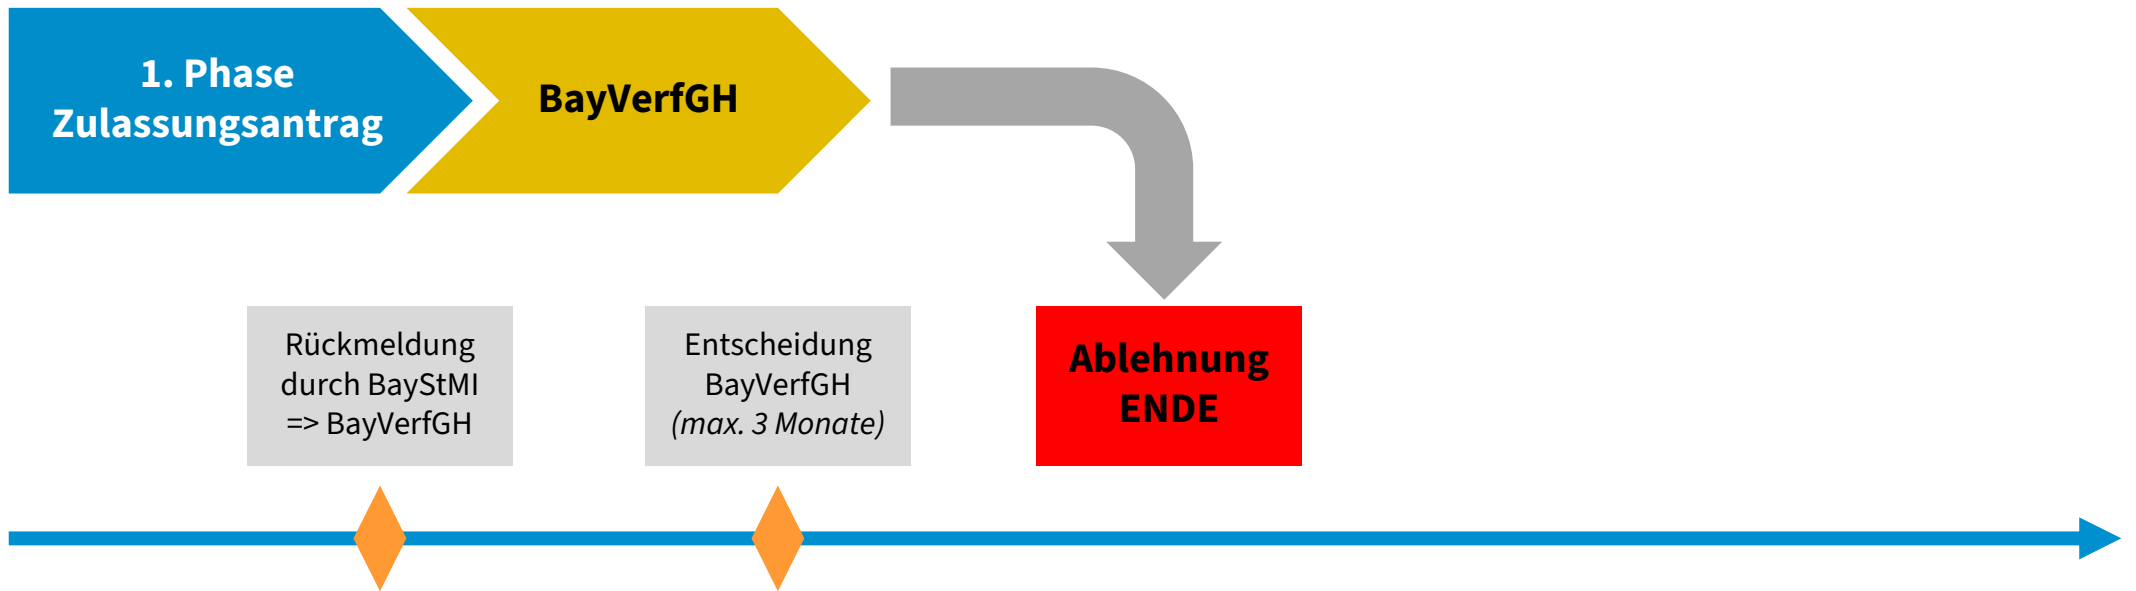 1. Phase
Zulassungsantrag
BayVerfGH
Rückmeldung
durch BayStMI
=> BayVerfGH
Entscheidung
BayVerfGH
(max. 3 Monate)
Ablehnung
ENDE